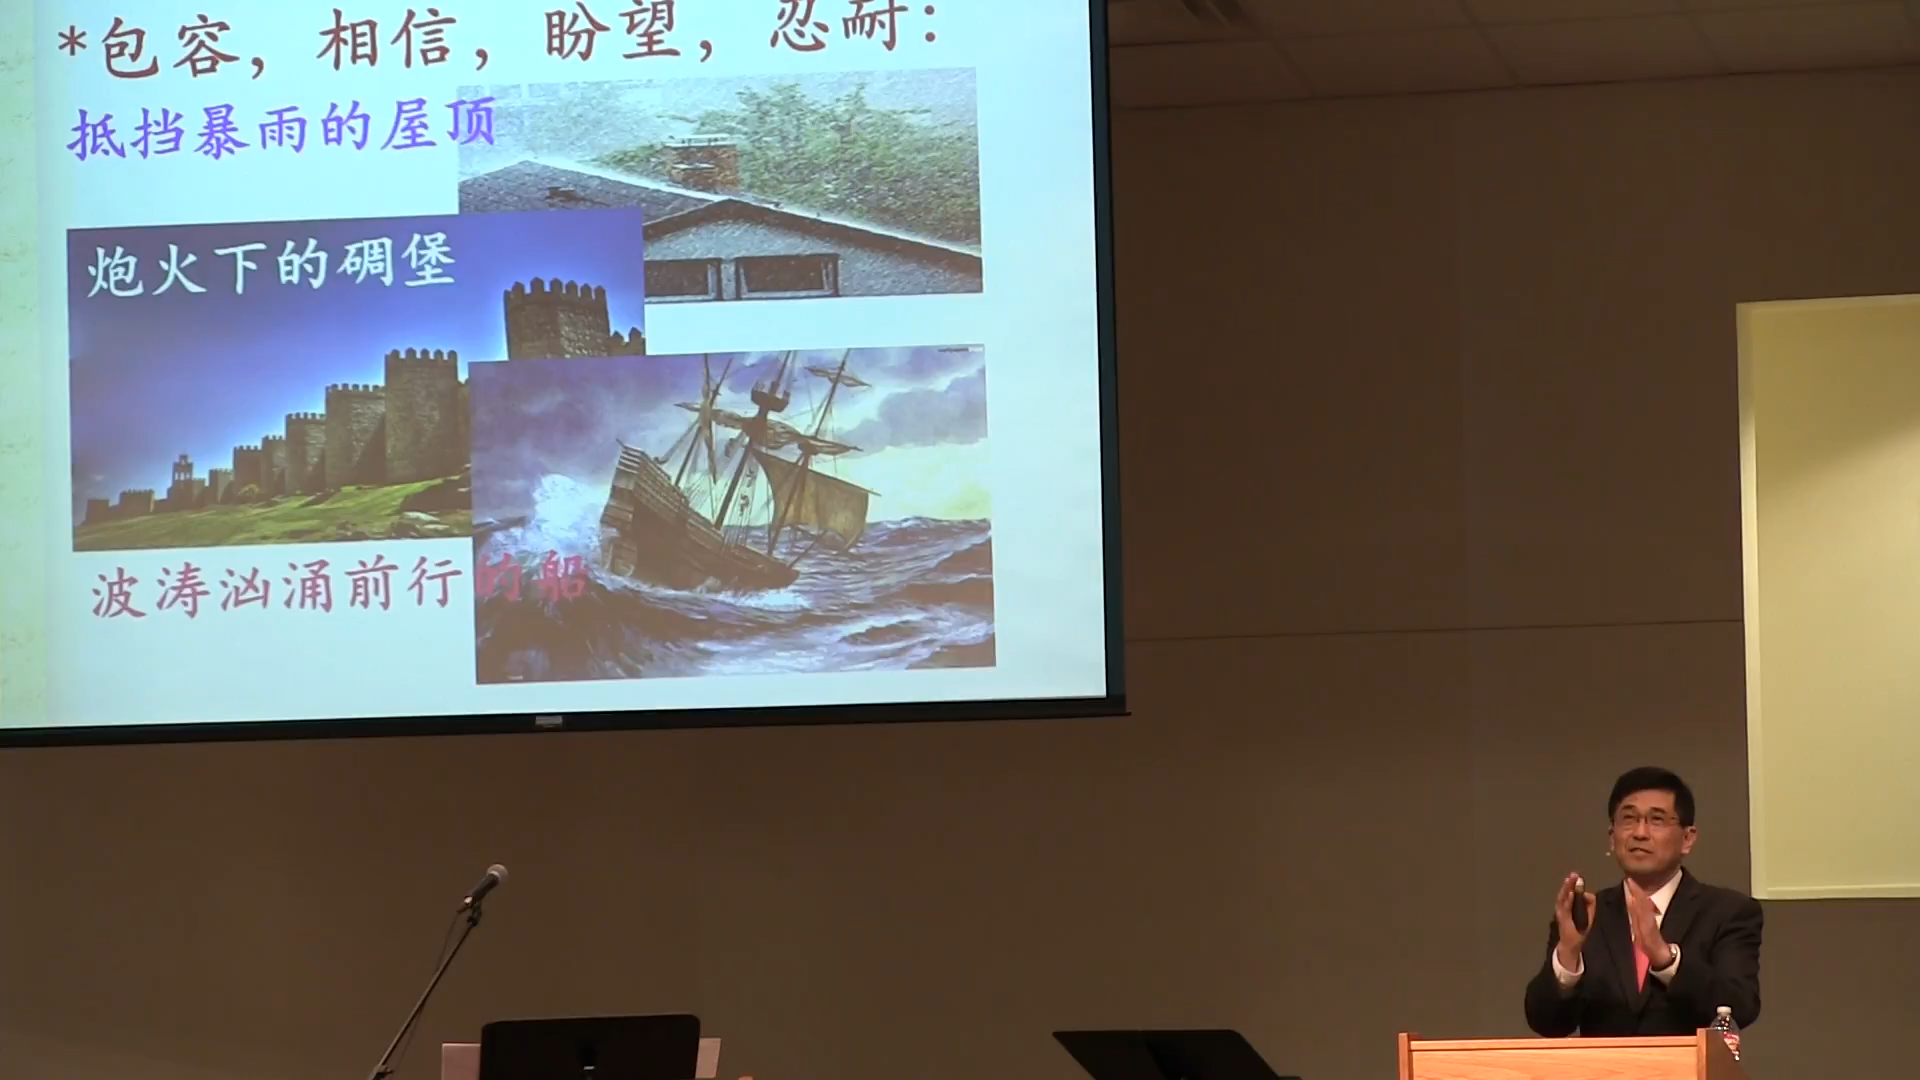 *包容，相信，盼望，忍耐：
抵挡暴雨的屋顶
炮火下的碉堡
波涛汹涌前行的船